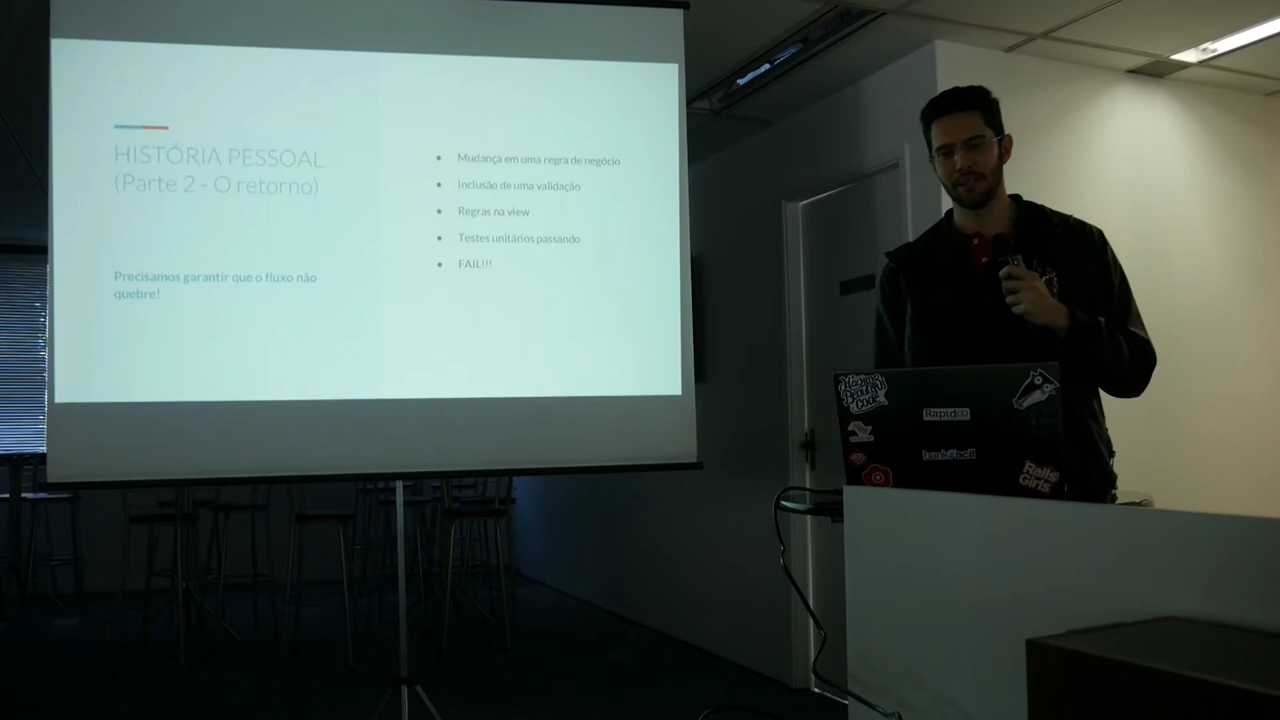 HISTÓRIA PESSOAL
(Parte 2 - O retorno)
Precisamos garantir que o fluxo não
quebre!
• Mudança em uma regra de negócio
• Inclusão de uma validação
• Regras na view
• Testes unitários passando
• FAIL!!!
Rapidoo
bankfacil
Rails
Girls